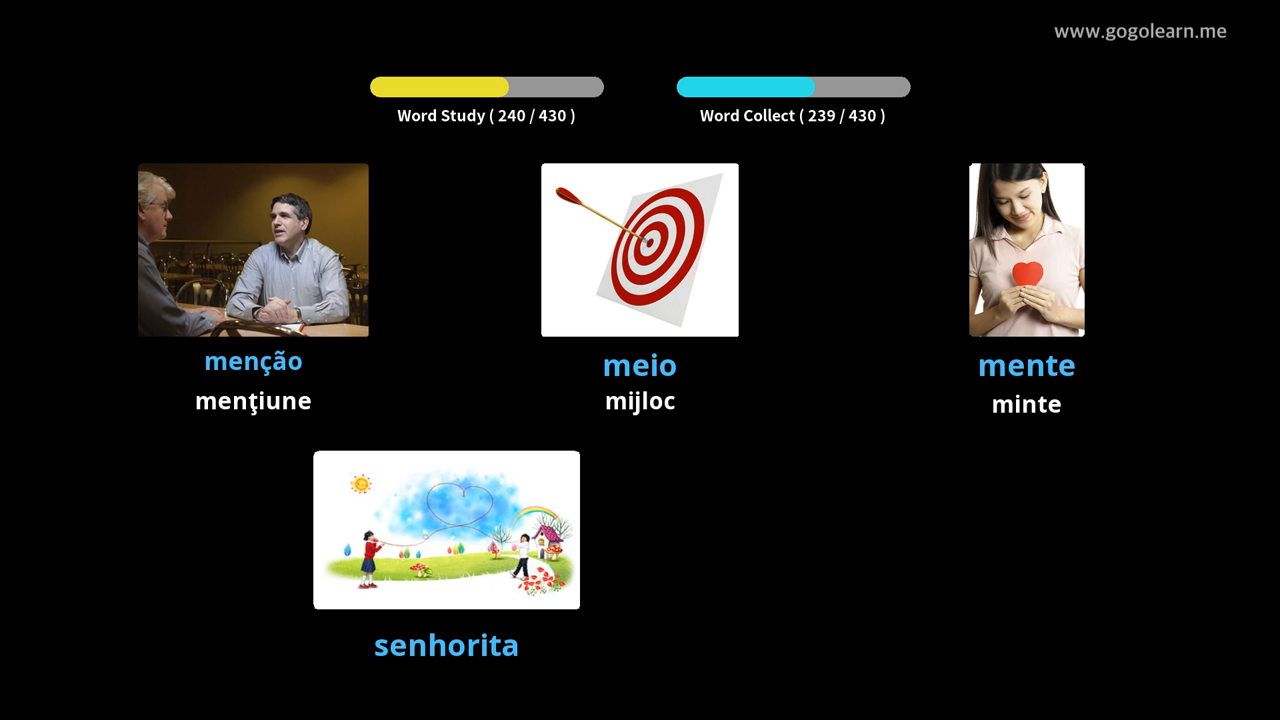 www.gogolearn.me
Word Study ( 240 / 430 )
Word Collect ( 239 / 430 )
menção
menţiune
meio
mijloc
mente
minte
senhorita